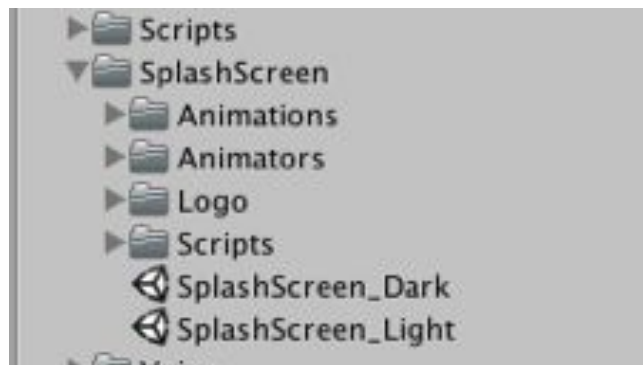 Scripts
SplashScreen
Animations
Animators
Logo
Scripts
SplashScreen_Dark
SplashScreen_Light